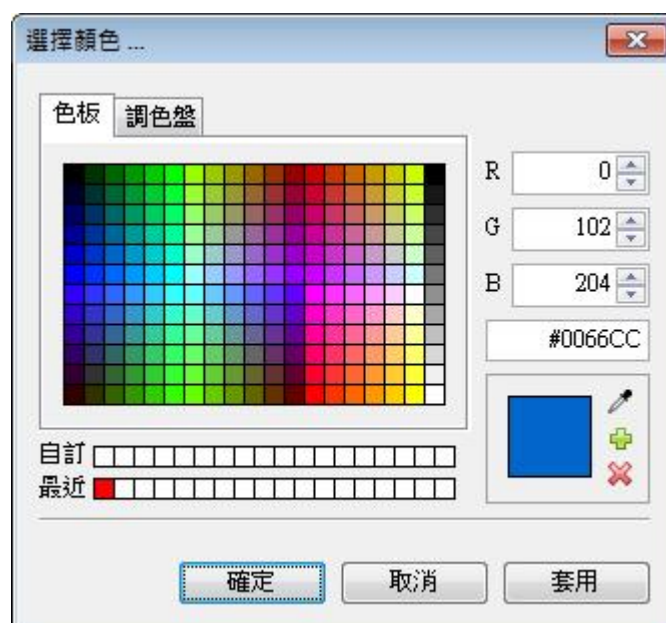 選擇顏色 ...
色板 調色盤
R 0
G 102
B 204
#0066CC
自訂
最近
確定 取消 套用